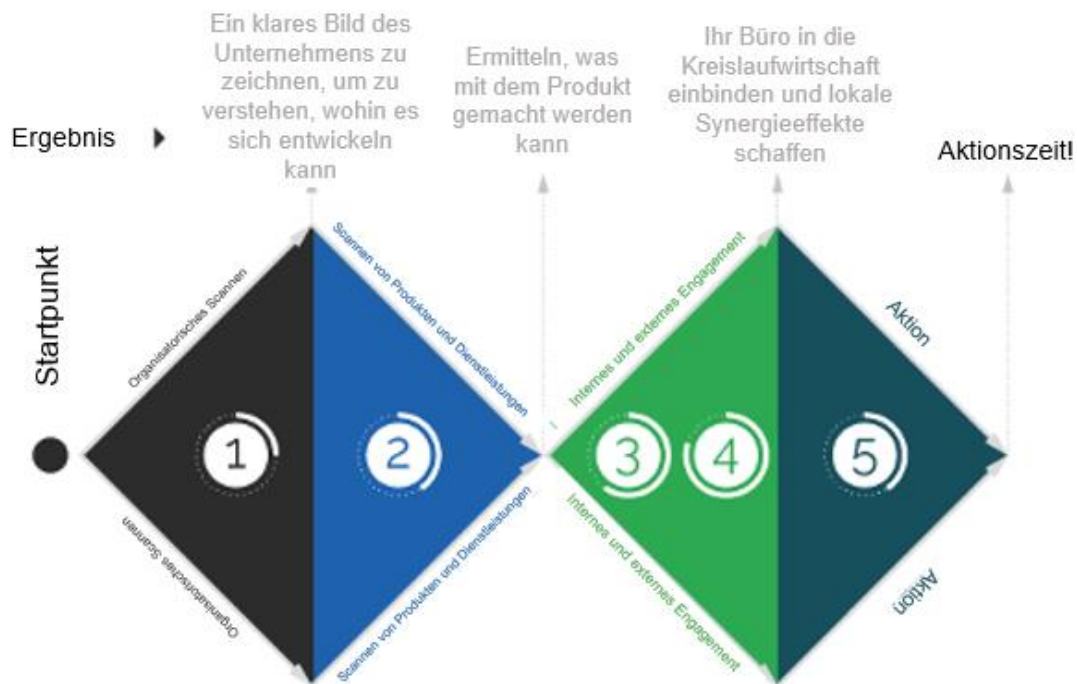 Ein klares Bild des
Unternehmens zu
zeichnen, um zu
verstehen, wohin es
sich entwickeln
kann
Ermitteln, was
mit dem Produkt
gemacht werden
kann
Ihr Büro in die
Kreislaufwirtschaft
einbinden und lokale
Synergieeffekte
schaffen
Ergebnis
Aktionszeit!
Startpunkt
Organisatorisches Scannen
Scannen von Produkten und Dienstleistungen
Internes und externes Engagement
Aktion
1
2
3
4
5
Organisatorisches Scannen
Scannen von Produkten und Dienstleistungen
Internes und externes Engagement
Aktion